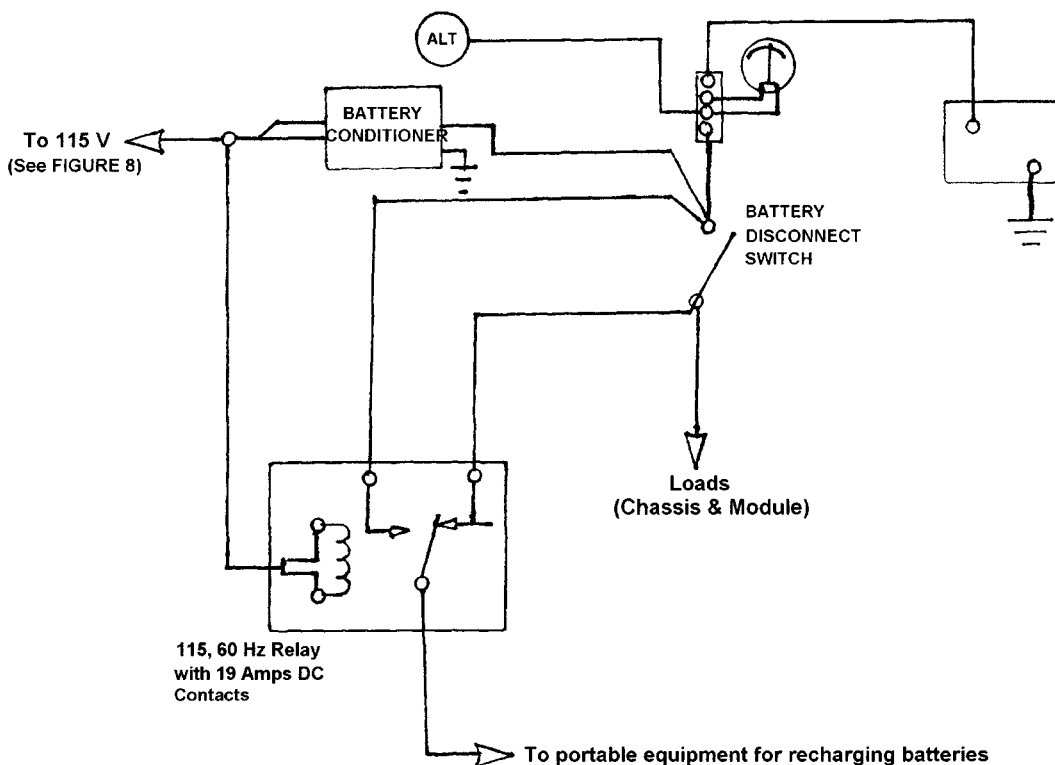 ALT
BATTERY
CONDITIONER
To 115 V
(See FIGURE 8)
BATTERY
DISCONNECT
SWITCH
Loads
(Chassis & Module)
115, 60 Hz Relay
with 19 Amps DC
Contacts
To portable equipment for recharging batteries